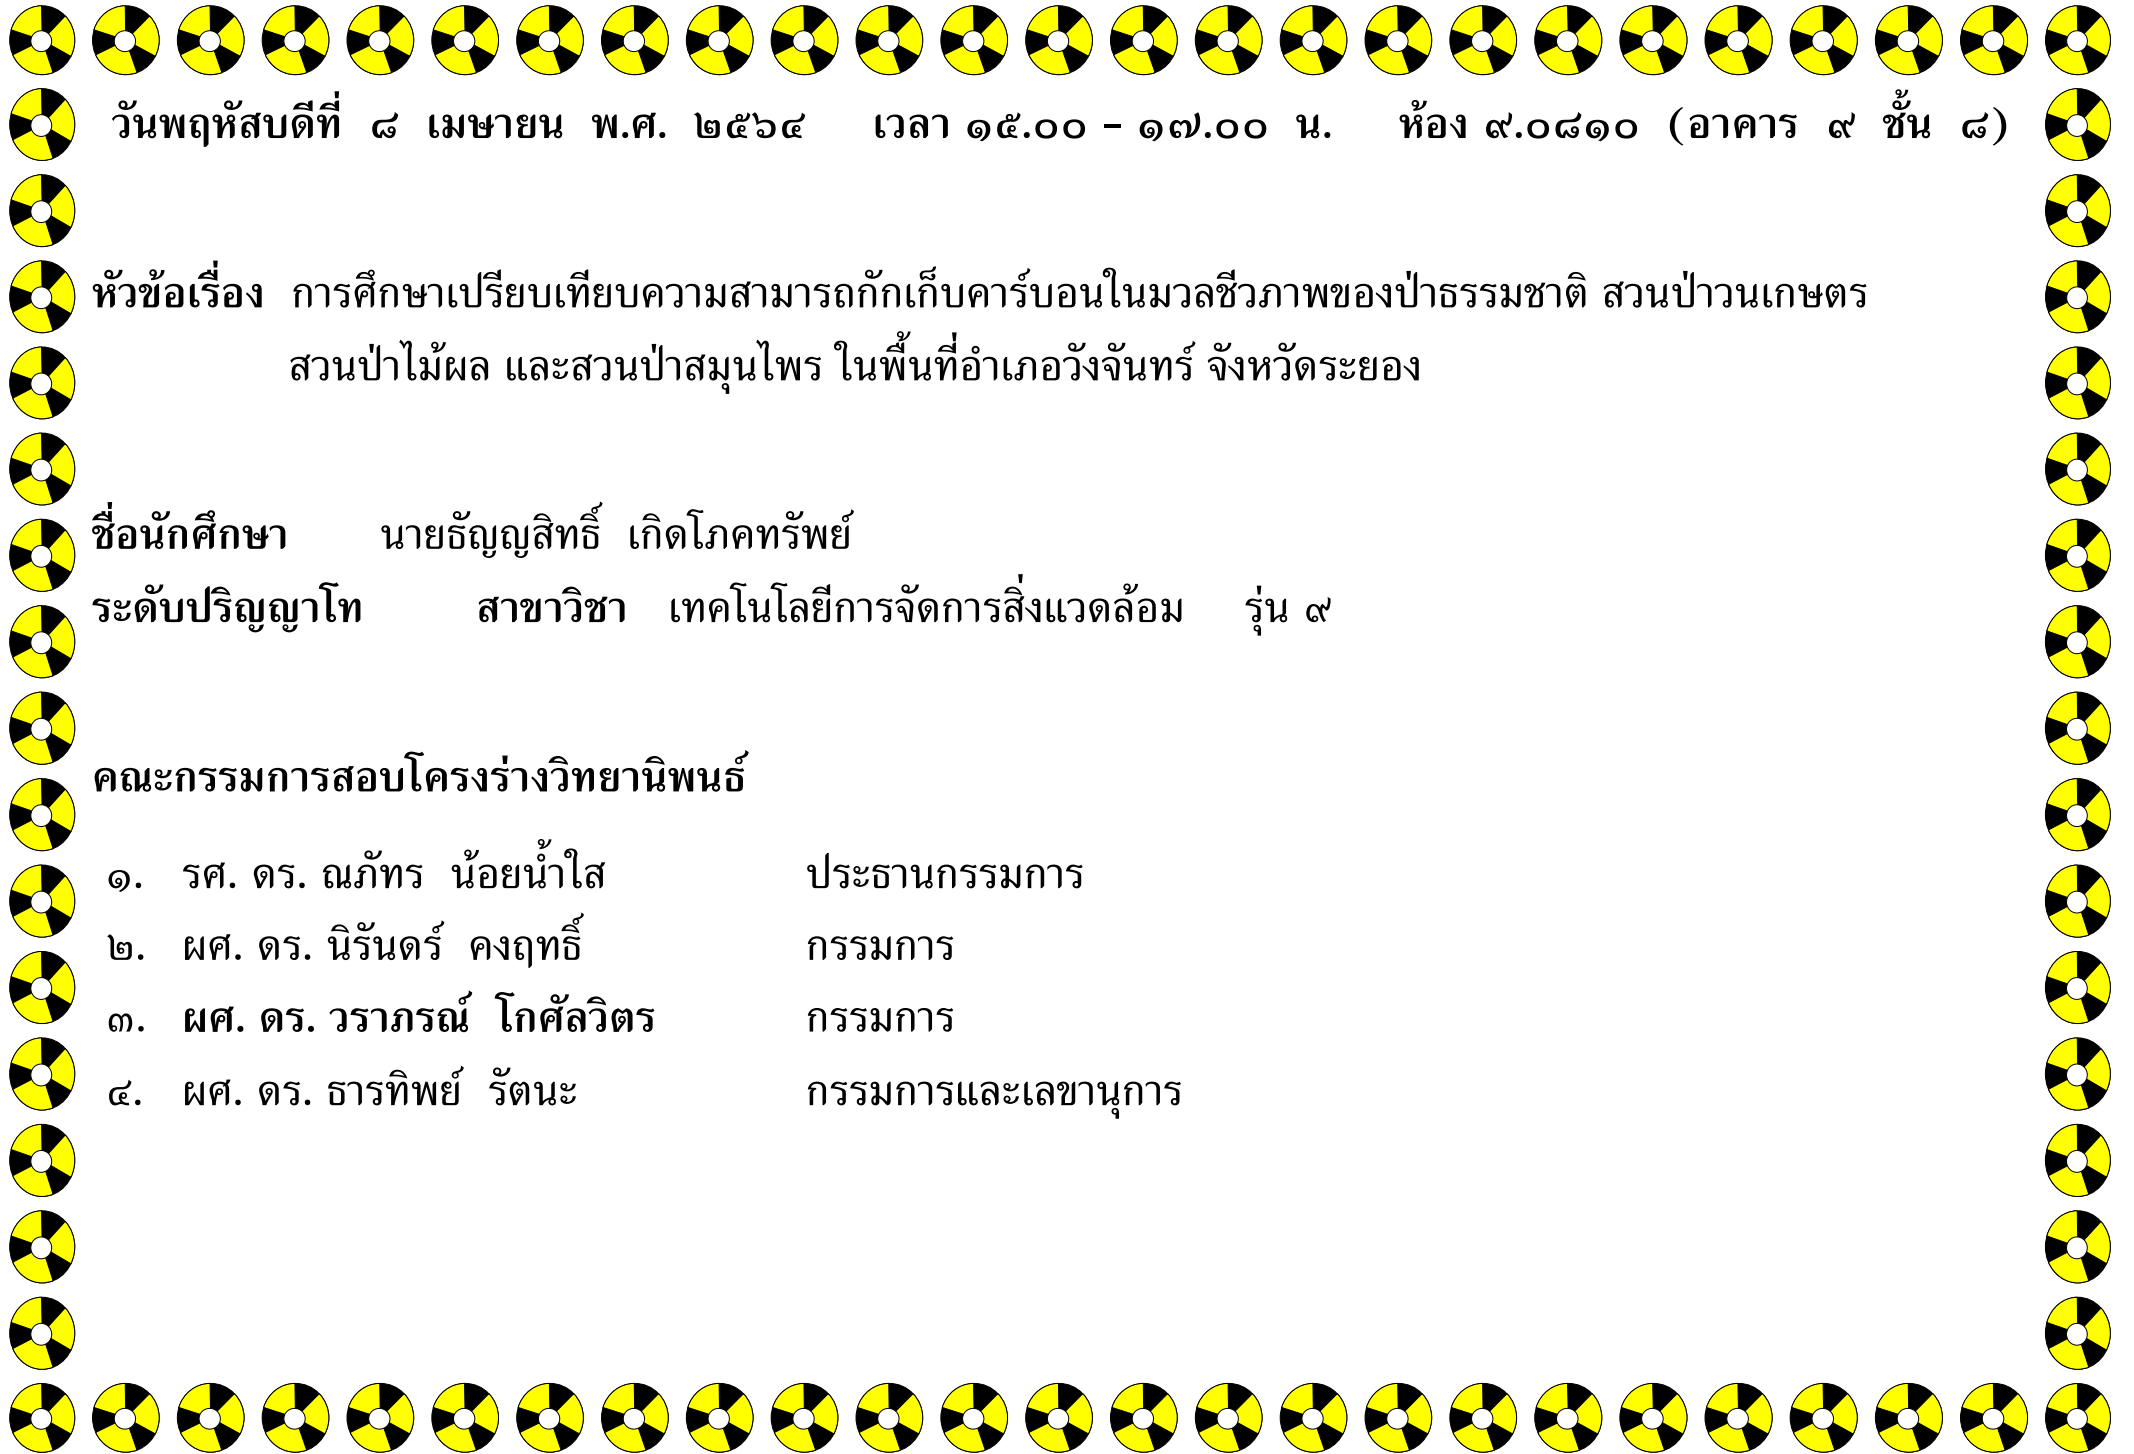 วันพฤหัสบดีที่ ๘ เมษายน พ.ศ. ๒๕๖๔ เวลา ๑๕.๐๐ – ๑๗.๐๐ น. ห้อง ๙.๐๘๑๐ (อาคาร ๙ ชั้น ๘)
หัวข้อเรื่อง การศึกษาเปรียบเทียบความสามารถกักเก็บคาร์บอนในมวลชีวภาพของป่าธรรมชาติ สวนป่าวนเกษตร
สวนป่าไม้ผล และสวนป่าสมุนไพร ในพื้นที่อำเภอวังจันทร์ จังหวัดระยอง
ชื่อนักศึกษา นายธัญญสิทธิ์ เกิดโภคทรัพย์
ระดับปริญญาโท สาขาวิชา เทคโนโลยีการจัดการสิ่งแวดล้อม รุ่น ๙
คณะกรรมการสอบโครงร่างวิทยานิพนธ์
๑. รศ. ดร. ณภัทร น้อยน้ำใส ประธานกรรมการ
๒. ผศ. ดร. นิรันดร์ คงฤทธิ์ กรรมการ
๓. ผศ. ดร. วราภรณ์ โกศัลวิตร กรรมการ
๔. ผศ. ดร. ธารทิพย์ รัตนะ กรรมการและเลขานุการ